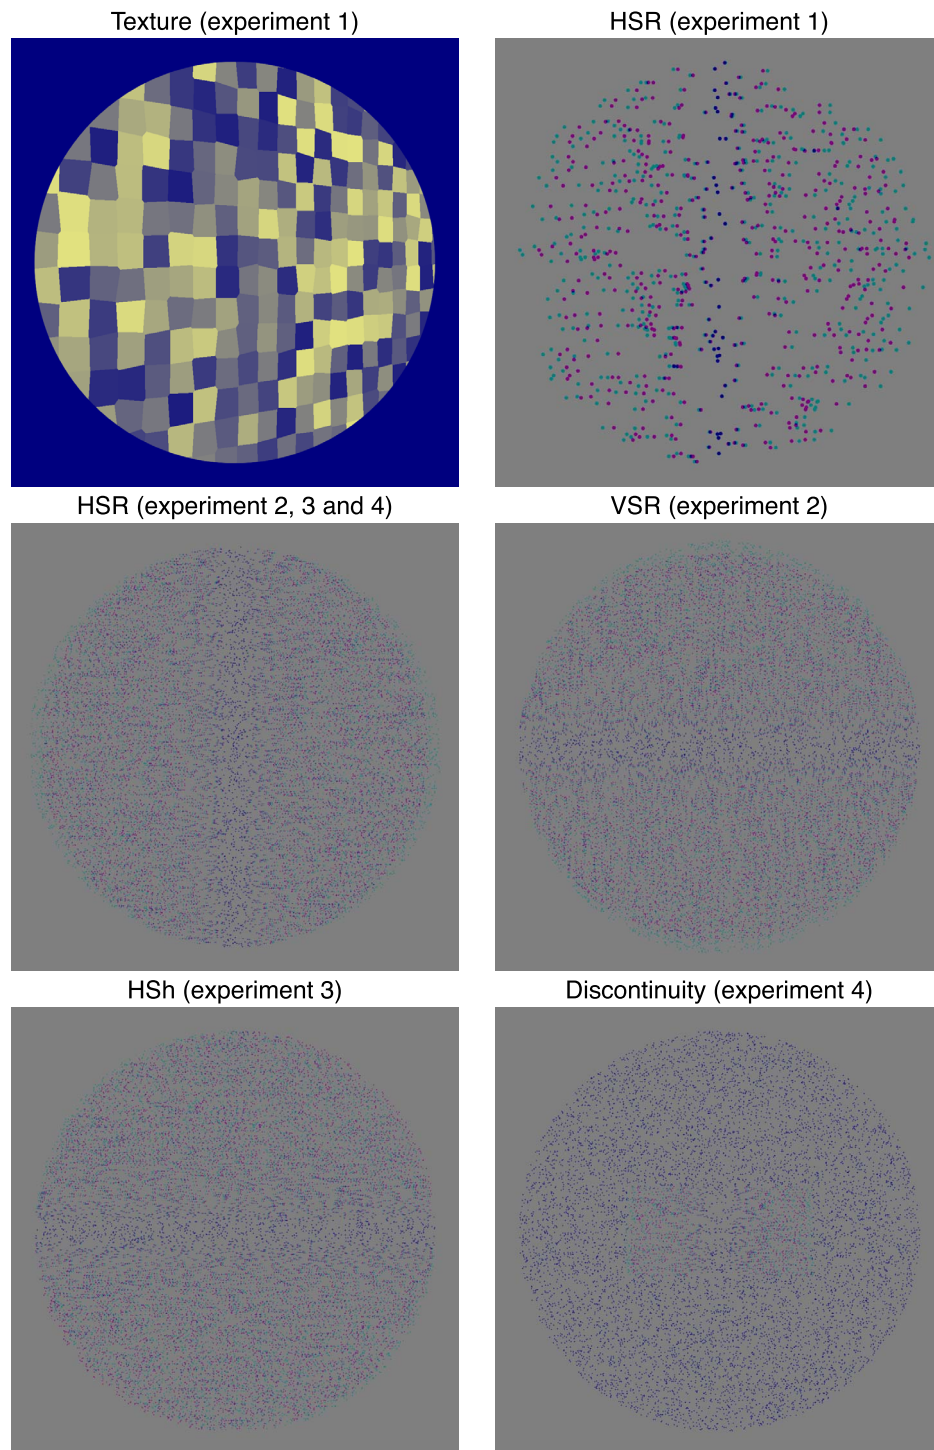 Texture (experiment 1)
HSR (experiment 1)
HSR (experiment 2, 3 and 4)
VSR (experiment 2)
HSh (experiment 3)
Discontinuity (experiment 4)